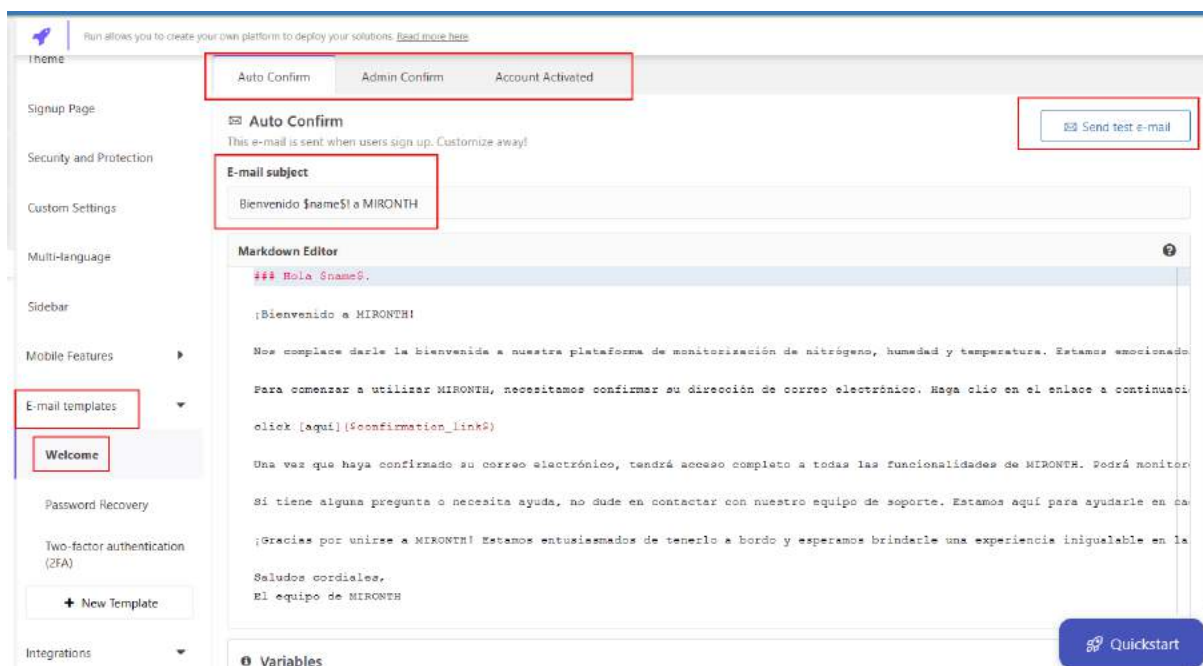 Run allows you to create your own platform to deploy your solutions. Read more here.
Theme
Signup Page
Security and Protection
Custom Settings
Multi-language
Sidebar
Mobile Features
E-mail templates
Welcome
Password Recovery
Two-factor authentication
(2FA)
+ New Template
Integrations
Auto Confirm Admin Confirm Account Activated
Auto Confirm
Send test e-mail
This e-mail is sent when users sign up. Customize away!
E-mail subject
Bienvenido $name$! a MIRONTH
Markdown Editor
### Hola $name$.
¡Bienvenido a MIRONTH!
Nos complace darle la bienvenida a nuestra plataforma de monitorización de nitrógeno, humedad y temperatura. Estamos emocionado
Para comenzar a utilizar MIRONTH, necesitamos confirmar su dirección de correo electrónico. Haga clic en el enlace a continuaci
click [aquí]($confirmation_link$)
Una vez que haya confirmado su correo electrónico, tendrá acceso completo a todas las funcionalidades de MIRONTH. Podrá monitor
Si tiene alguna pregunta o necesita ayuda, no dude en contactar con nuestro equipo de soporte. Estamos aquí para ayudarle en ca
¡Gracias por unirse a MIRONTH! Estamos entusiasmados de tenerlo a bordo y esperamos brindarle una experiencia inigualable en la
Saludos cordiales,
El equipo de MIRONTH
Variables
Quickstart